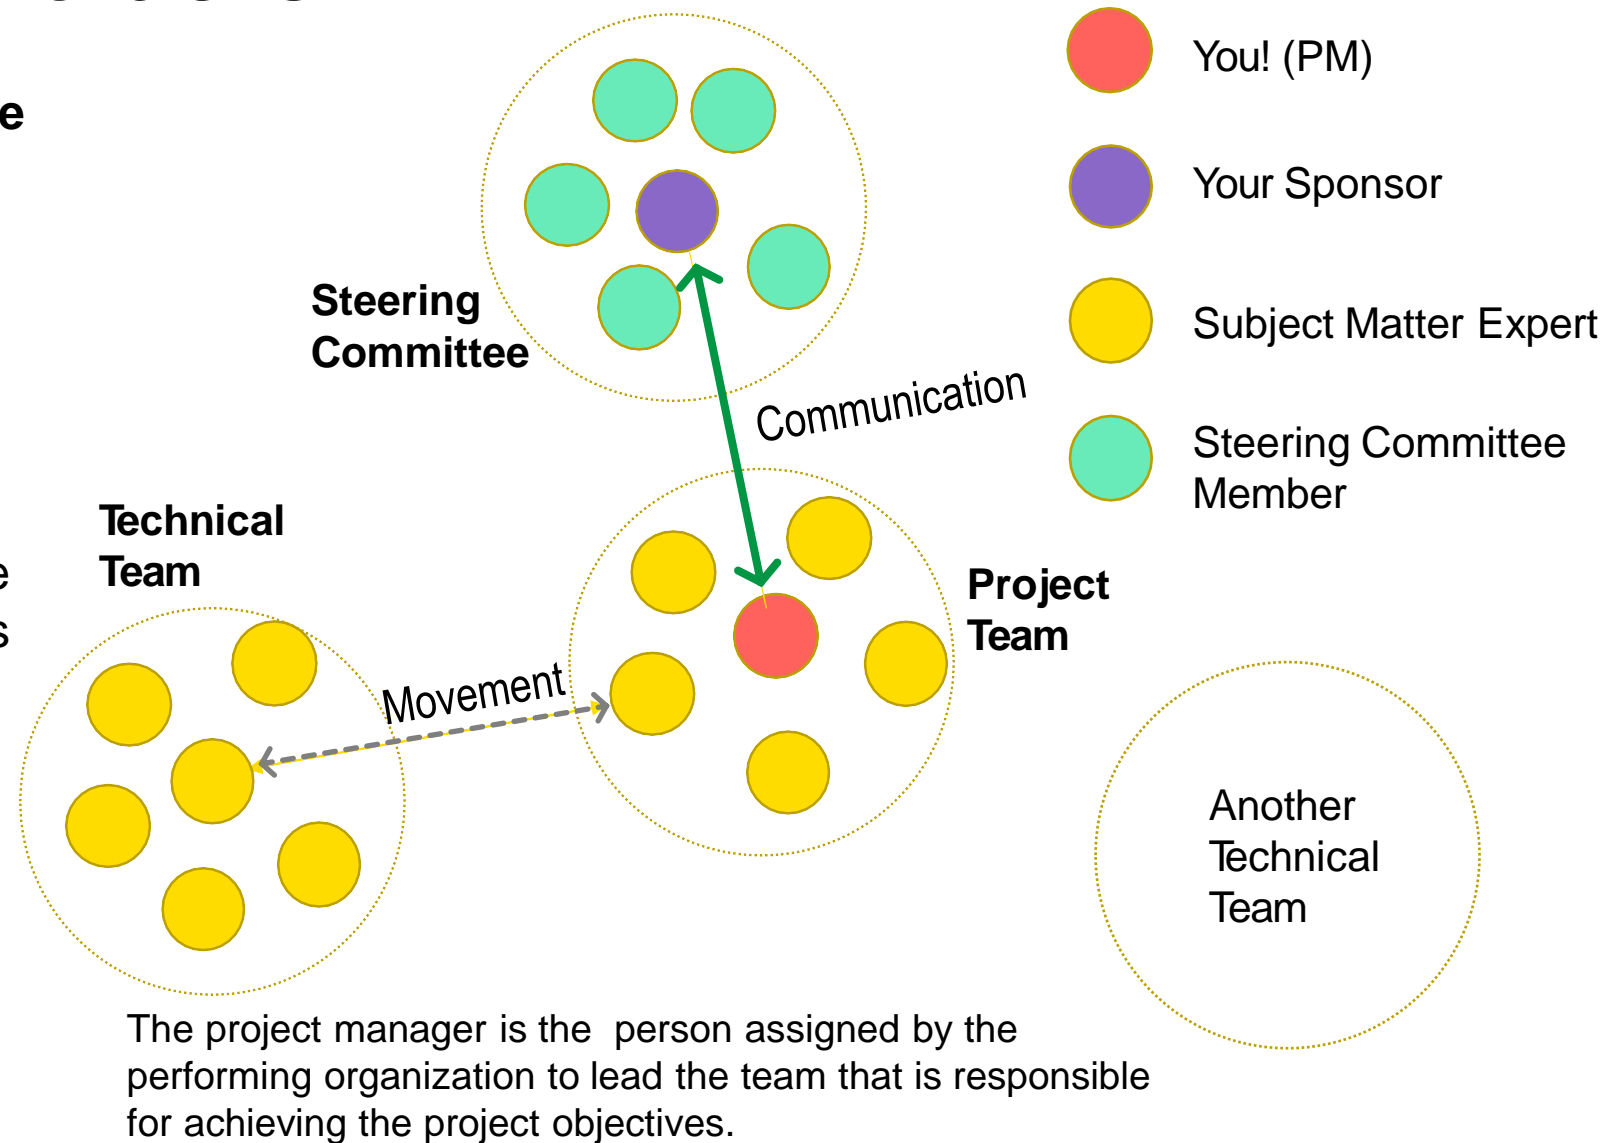 You! (PM)
e
Your Sponsor
Steering
Committee
Subject Matter Expert
Communication
Steering Committee
Member
Technical
Team
e
s
Project
Team
Movement
Another
Technical
Team
The project manager is the  person assigned by the
performing organization to lead the team that is responsible
for achieving the project objectives.